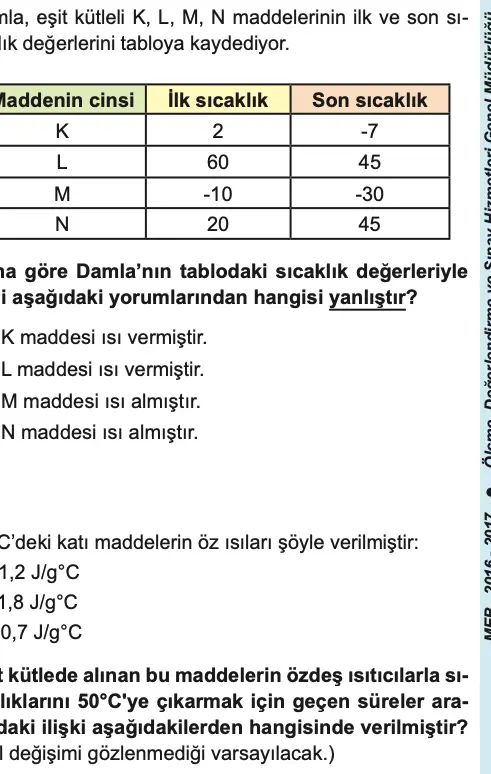 mla, eşit kütleli K, L, M, N maddelerinin ilk ve son sı-
lık değerlerini tabloya kaydediyor.
Maddenin cinsi İlk sıcaklık Son sıcaklık
K 2 -7
L 60 45
M -10 -30
N 20 45
na göre Damla’nın tablodaki sıcaklık değerleriyle
i aşağıdaki yorumlarından hangisi yanlıştır?
K maddesi ısı vermiştir.
L maddesi ısı vermiştir.
M maddesi ısı almıştır.
N maddesi ısı almıştır.
C’deki katı maddelerin öz ısıları şöyle verilmiştir:
1,2 J/g°C
1,8 J/g°C
0,7 J/g°C
t kütlede alınan bu maddelerin özdeş ısıtıcılarla sı-
lıklarını 50°C'ye çıkarmak için geçen süreler ara-
daki ilişki aşağıdakilerden hangisinde verilmiştir?
l değişimi gözlenmediği varsayılacak.)
MEB 2016 - 2017 ● Ölçme, Değerlendirme ve Sınav Hizmetleri Genel Müdürlüğü